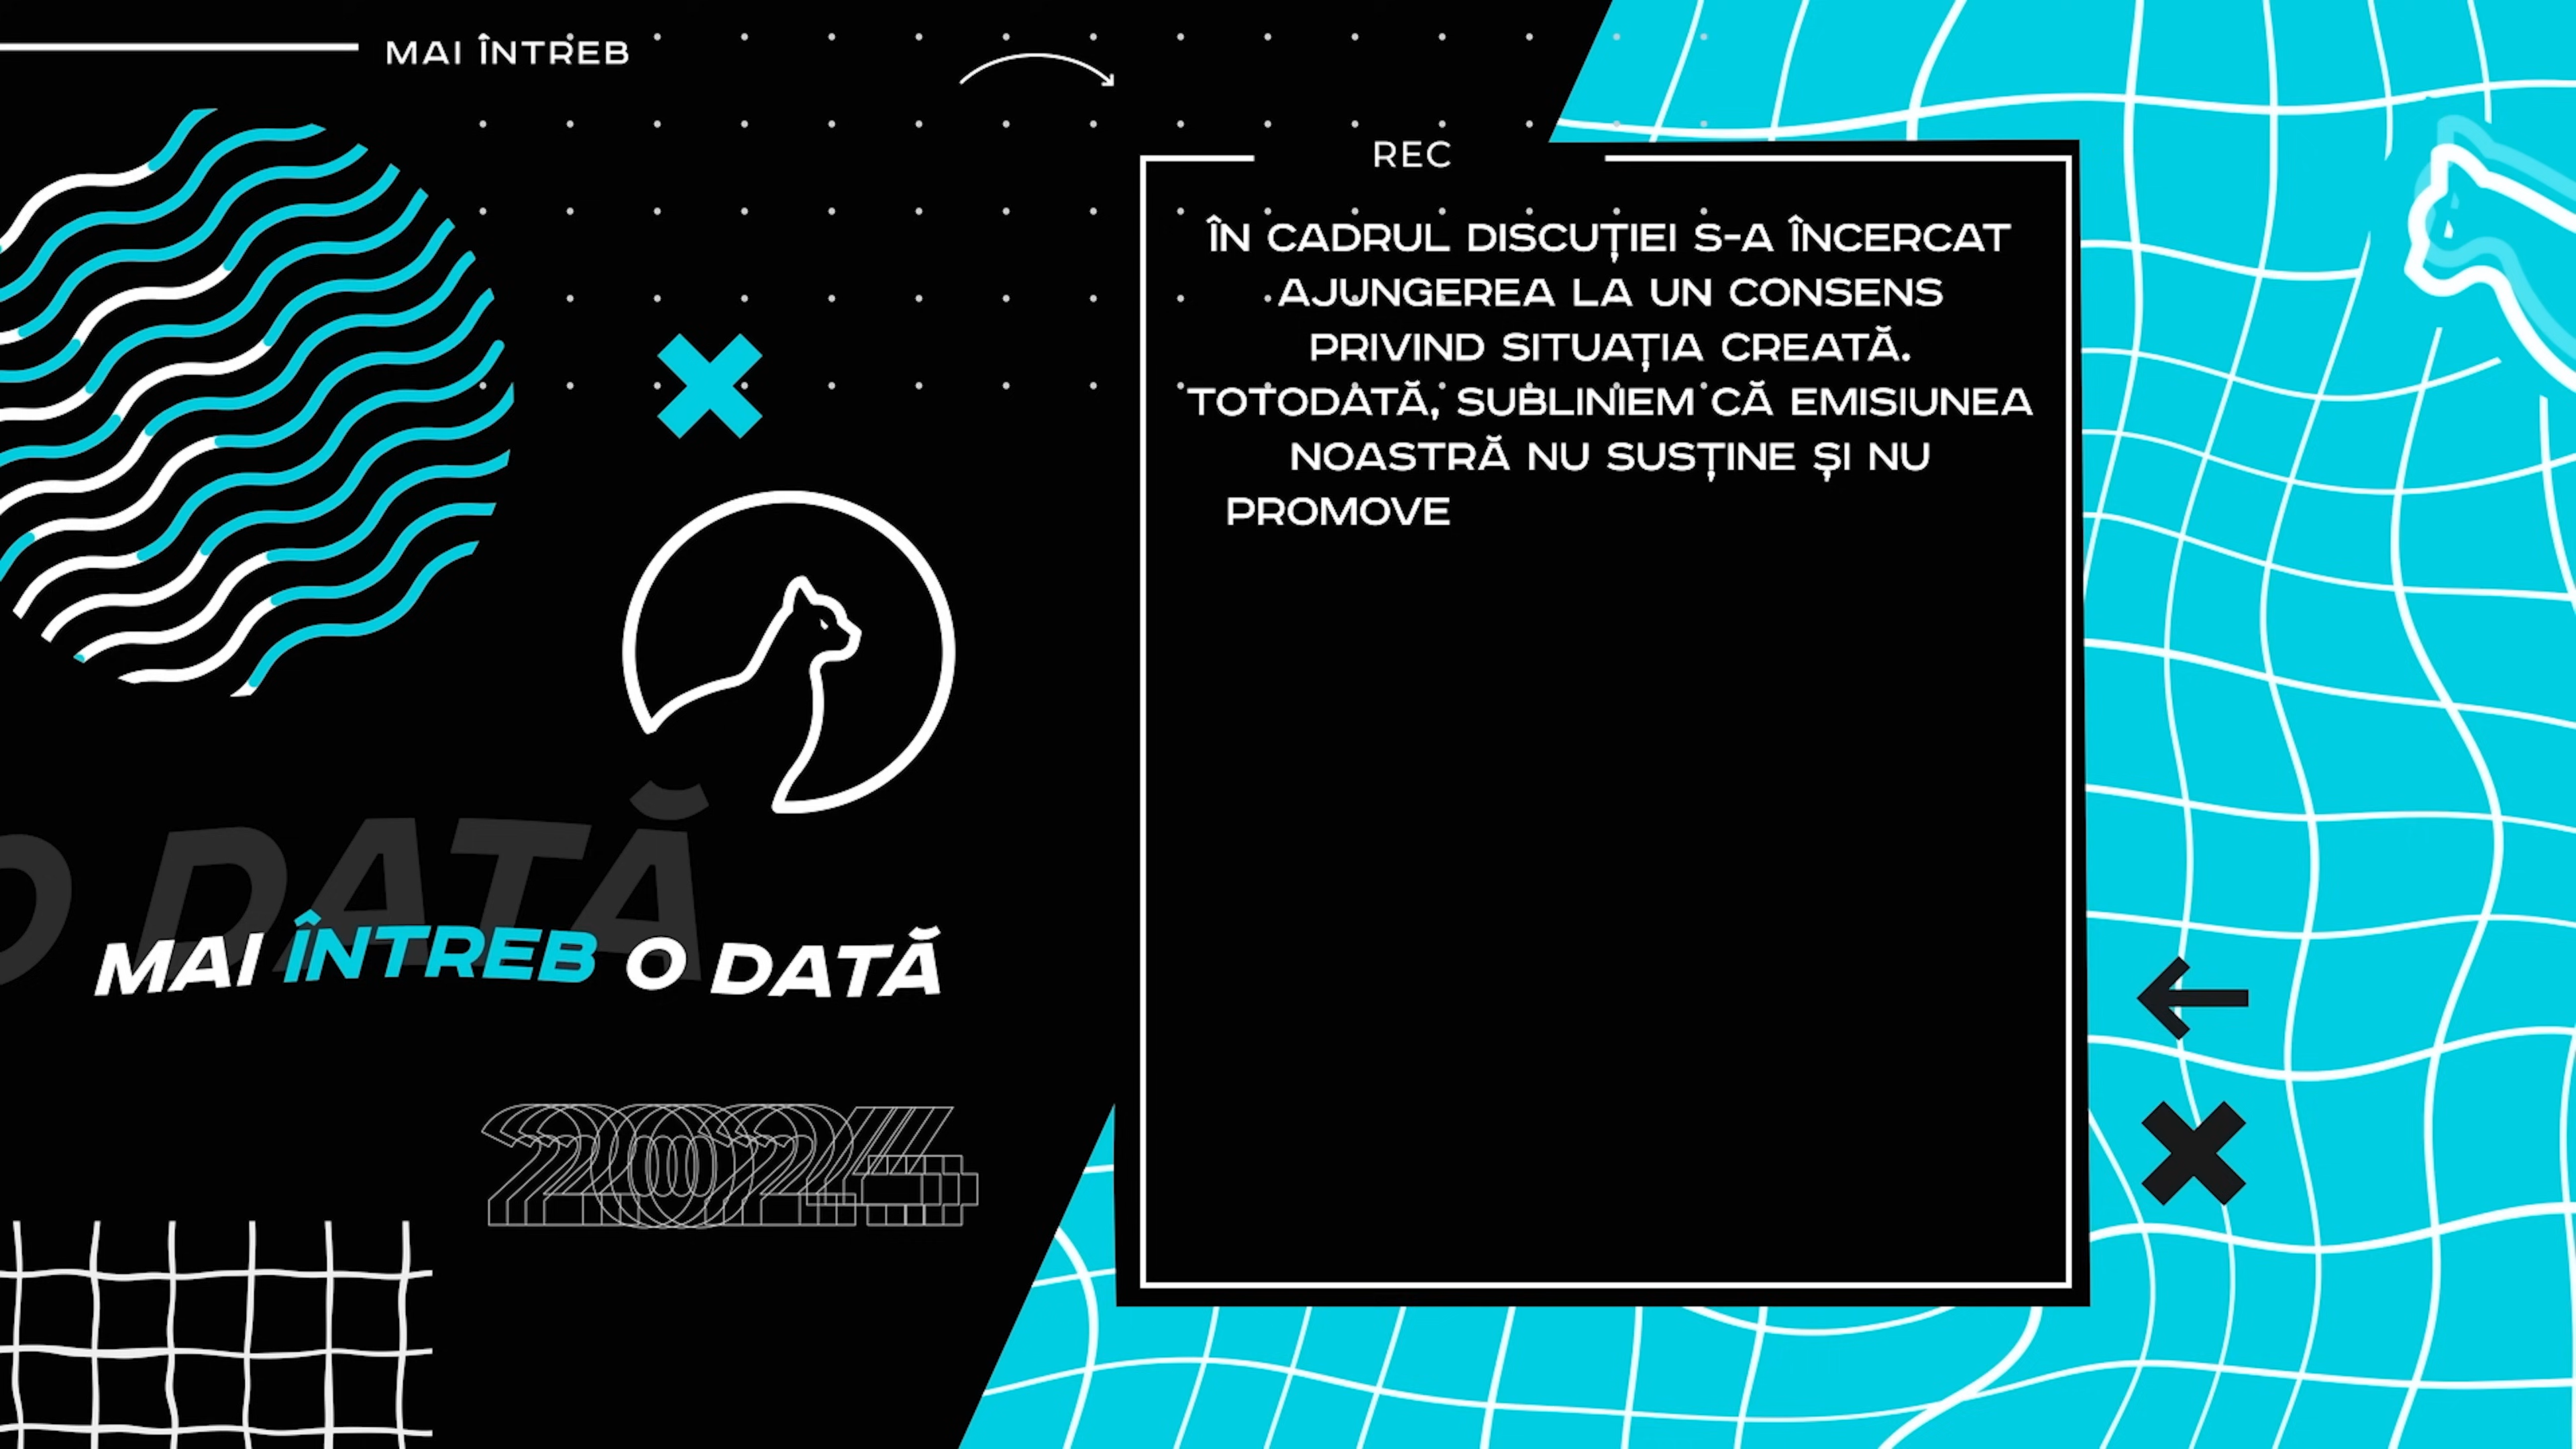 MAI ÎNTREB
REC
ÎN CADRUL DISCUȚIEI S-A ÎNCERCAT
AJUNGEREA LA UN CONSENS
PRIVIND SITUAȚIA CREATĂ.
TOTODATĂ, SUBLINIEM CĂ EMISIUNEA
NOASTRĂ NU SUSȚINE ȘI NU
PROMOVE
O DATĂ
MAI ÎNTREB O DATĂ
2024